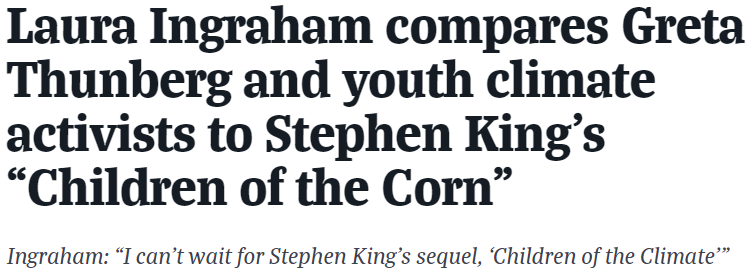 Laura Ingraham compares Greta
Thunberg and youth climate
activists to Stephen King’s
“Children of the Corn”
Ingraham: “I can’t wait for Stephen King’s sequel, ‘Children of the Climate’”